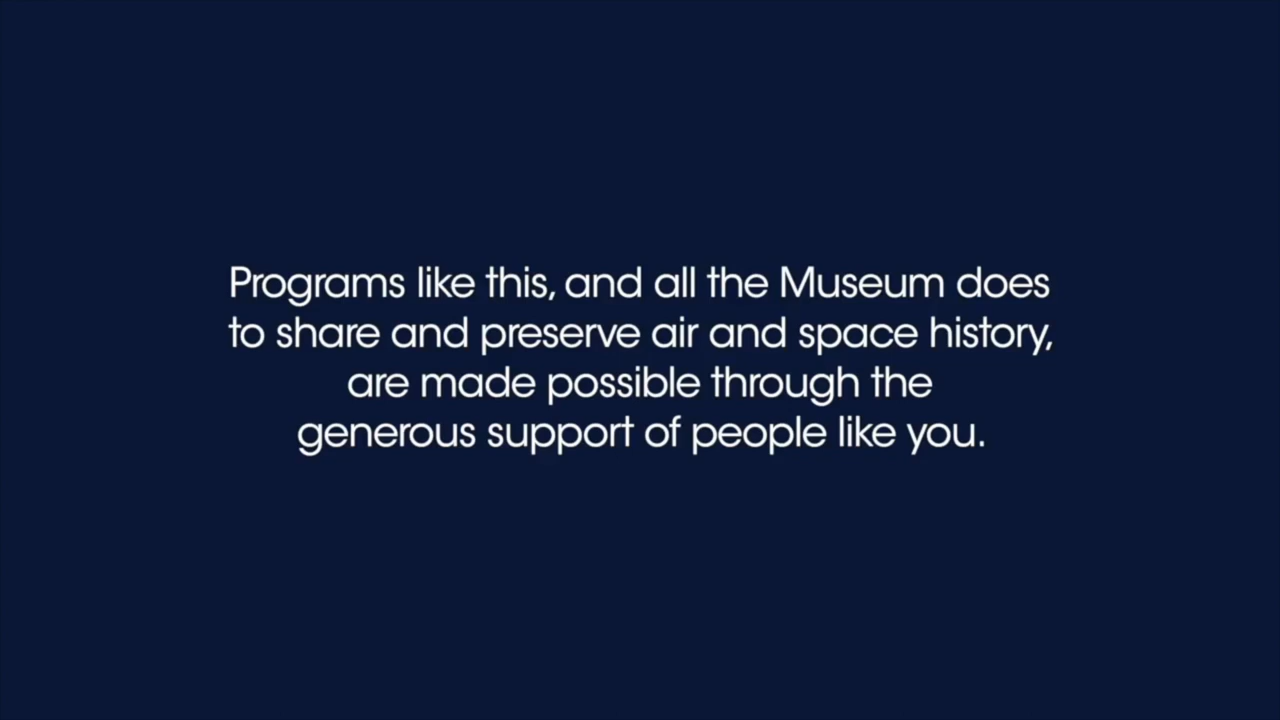 Programs like this, and all the Museum does
to share and preserve air and space history,
are made possible through the
generous support of people like you.